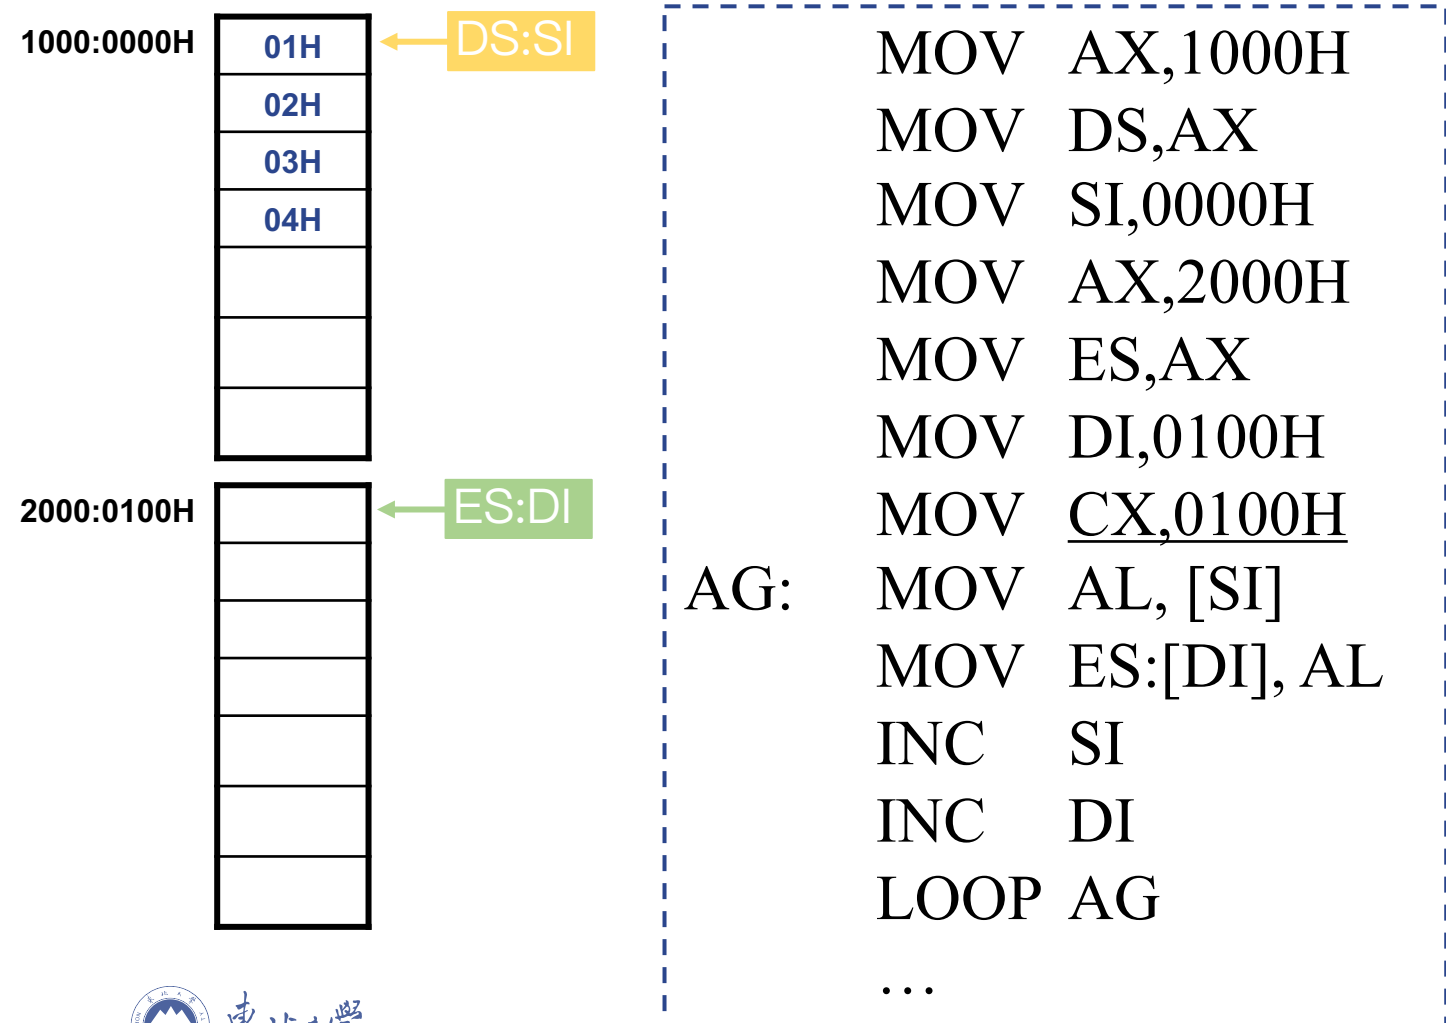 1000:0000H
01H
DS:SI
02H
03H
04H
2000:0100H
ES:DI
MOV AX,1000H
MOV DS,AX
MOV SI,0000H
MOV AX,2000H
MOV ES,AX
MOV DI,0100H
MOV CX,0100H
AG: MOV AL, [SI]
MOV ES:[DI], AL
INC SI
INC DI
LOOP AG
…